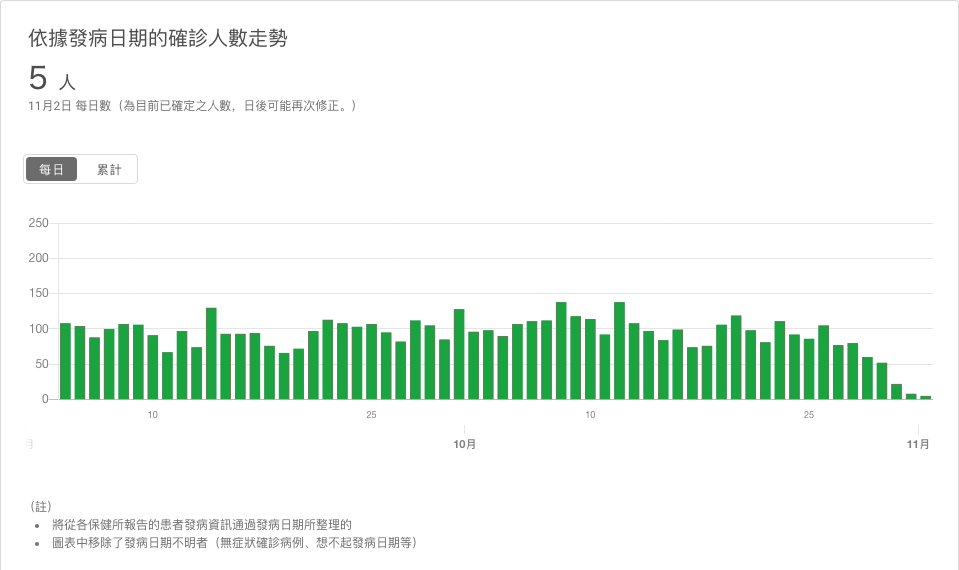 依據發病日期的確診人數走勢
5 人
11月2日 每日數（為目前已確定之人數，日後可能再次修正。）
每日 累計
250
200
150
100
50
0
10 25 10 25
月 10月 11月
（註）
• 將從各保健所報告的患者發病資訊通過發病日期所整理的
• 圖表中移除了發病日期不明者（無症狀確診病例、想不起發病日期等）